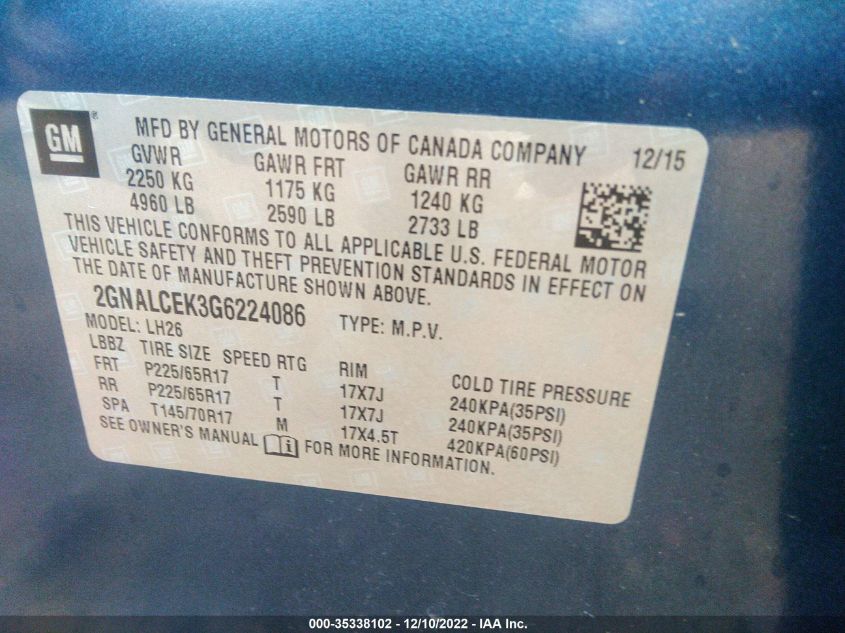 GM ®
MFD BY GENERAL MOTORS OF CANADA COMPANY 12/15
GVWR GAWR FRT GAWR RR
2250 KG 1175 KG 1240 KG
4960 LB 2590 LB 2733 LB
THIS VEHICLE CONFORMS TO ALL APPLICABLE U.S. FEDERAL MOTOR
VEHICLE SAFETY AND THEFT PREVENTION STANDARDS IN EFFECT ON
THE DATE OF MANUFACTURE SHOWN ABOVE.
2GNALCEK3G6224086 TYPE: M.P.V.
MODEL: LH26
LBBZ TIRE SIZE SPEED RTG RIM COLD TIRE PRESSURE
FRT P225/65R17 T 17X7J 240KPA(35PSI)
RR P225/65R17 T 17X7J 240KPA(35PSI)
SPA T145/70R17 M 17X4.5T 420KPA(60PSI)
SEE OWNER'S MANUAL i FOR MORE INFORMATION.
000-35338102 - 12/10/2022 - IAA Inc.